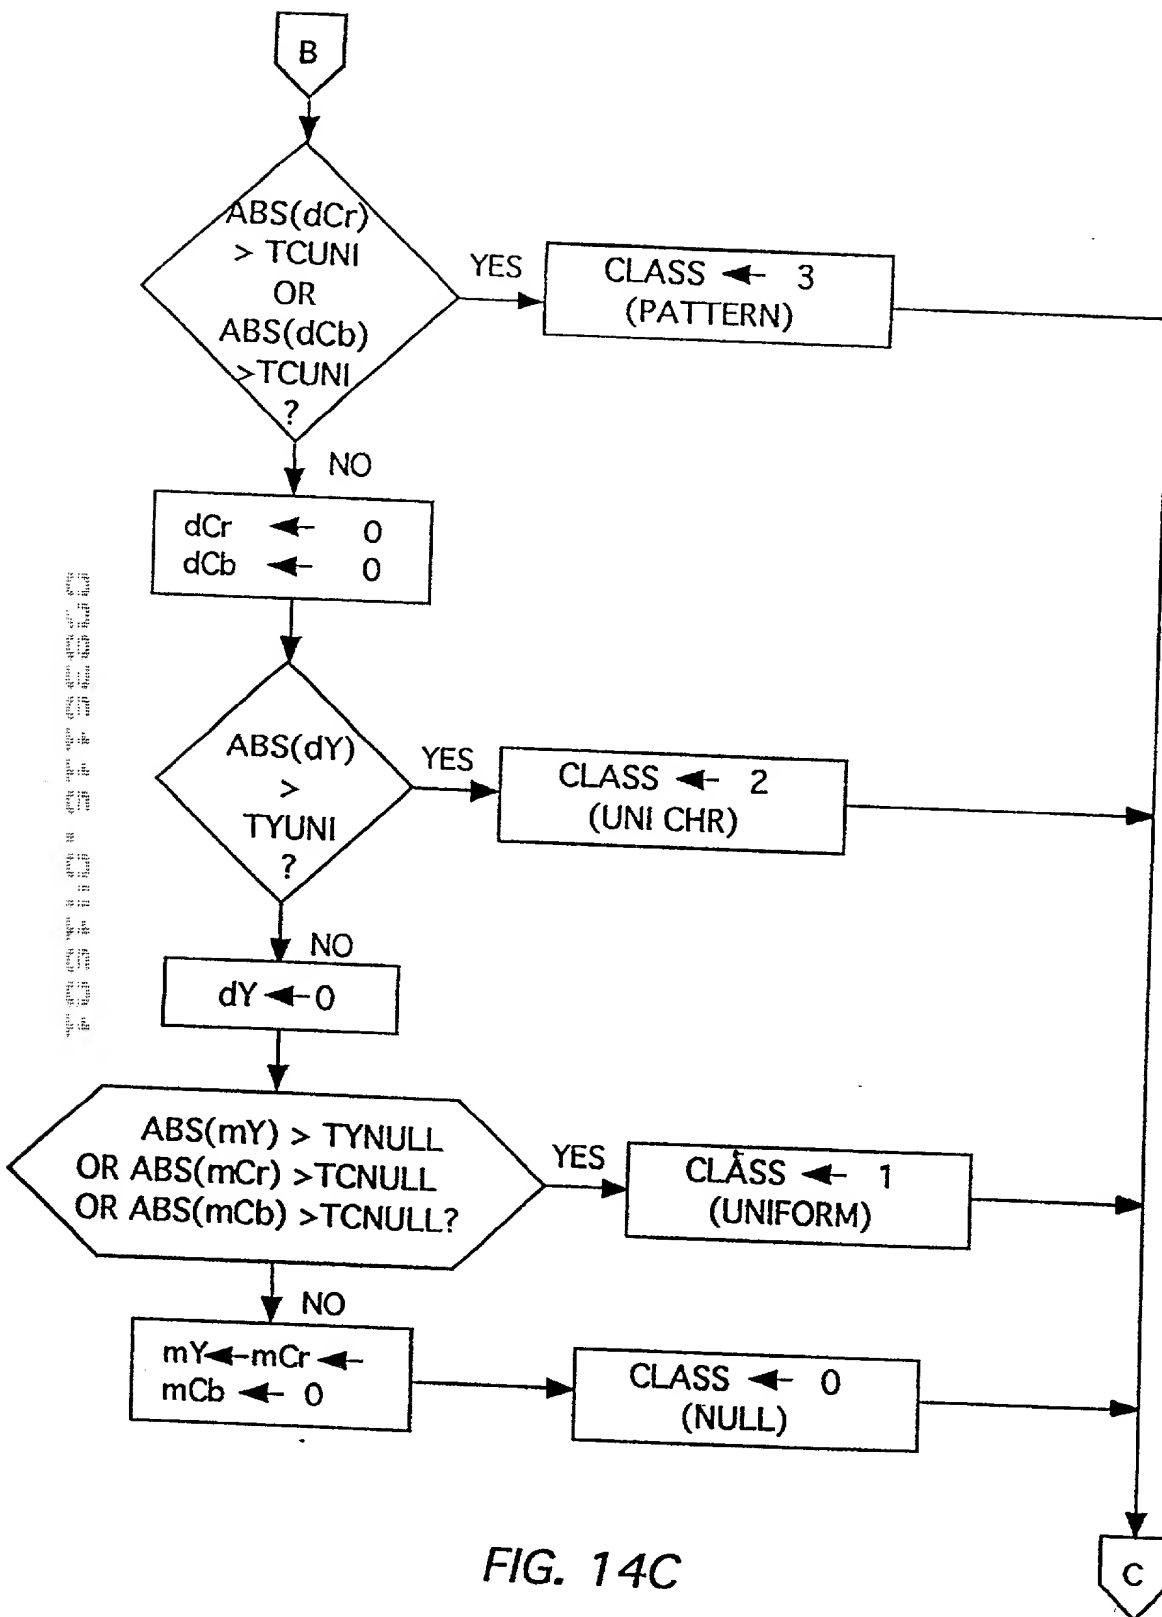 B
ABS(dCr)
> TCUNI
OR
ABS(dCb)
>TCUNI
?
YES
CLASS ← 3
(PATTERN)
NO
dCr ← 0
dCb ← 0
ABS(dY)
>
TYUNI
?
YES
CLASS ← 2
(UNI CHR)
NO
dY←0
ABS(mY) > TYNULL
OR ABS(mCr) >TCNULL
OR ABS(mCb) >TCNULL?
YES
CLASS ← 1
(UNIFORM)
NO
mY←mCr←
mCb ← 0
CLASS ← 0
(NULL)
C
FIG. 14C